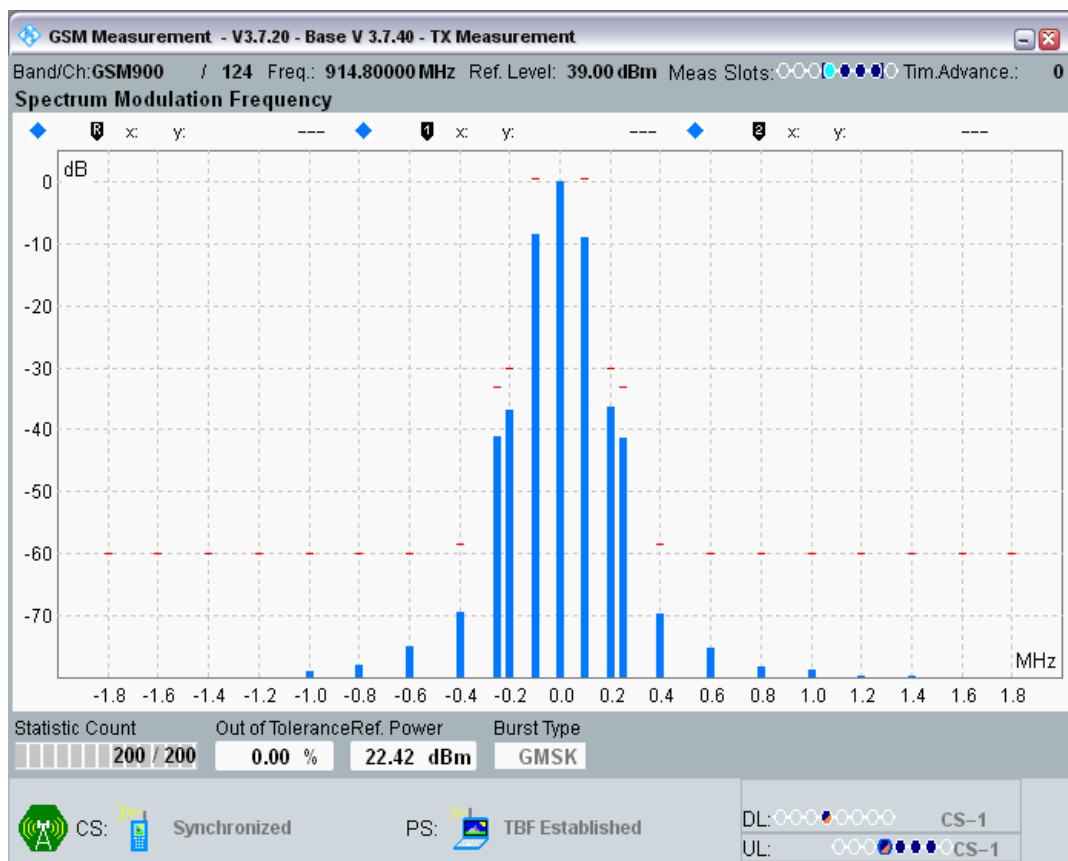 GSM Measurement - V3.7.20 - Base V 3.7.40 - TX Measurement
Band/Ch:GSM900 / 124 Freq.: 914.80000 MHz Ref. Level: 39.00 dBm Meas Slots: Tim.Advance.: 0
Spectrum Modulation Frequency
R x: y: --- 1 x: y: --- 2 x: y: ---
dB
0
-10
-20
-30
-40
-50
-60
-70
MHz
-1.8 -1.6 -1.4 -1.2 -1.0 -0.8 -0.6 -0.4 -0.2 0.0 0.2 0.4 0.6 0.8 1.0 1.2 1.4 1.6 1.8
Statistic Count Out of Tolerance Ref. Power Burst Type
200 / 200 0.00 % 22.42 dBm GMSK
CS: Synchronized PS: TBF Established
DL: CS-1
UL: CS-1